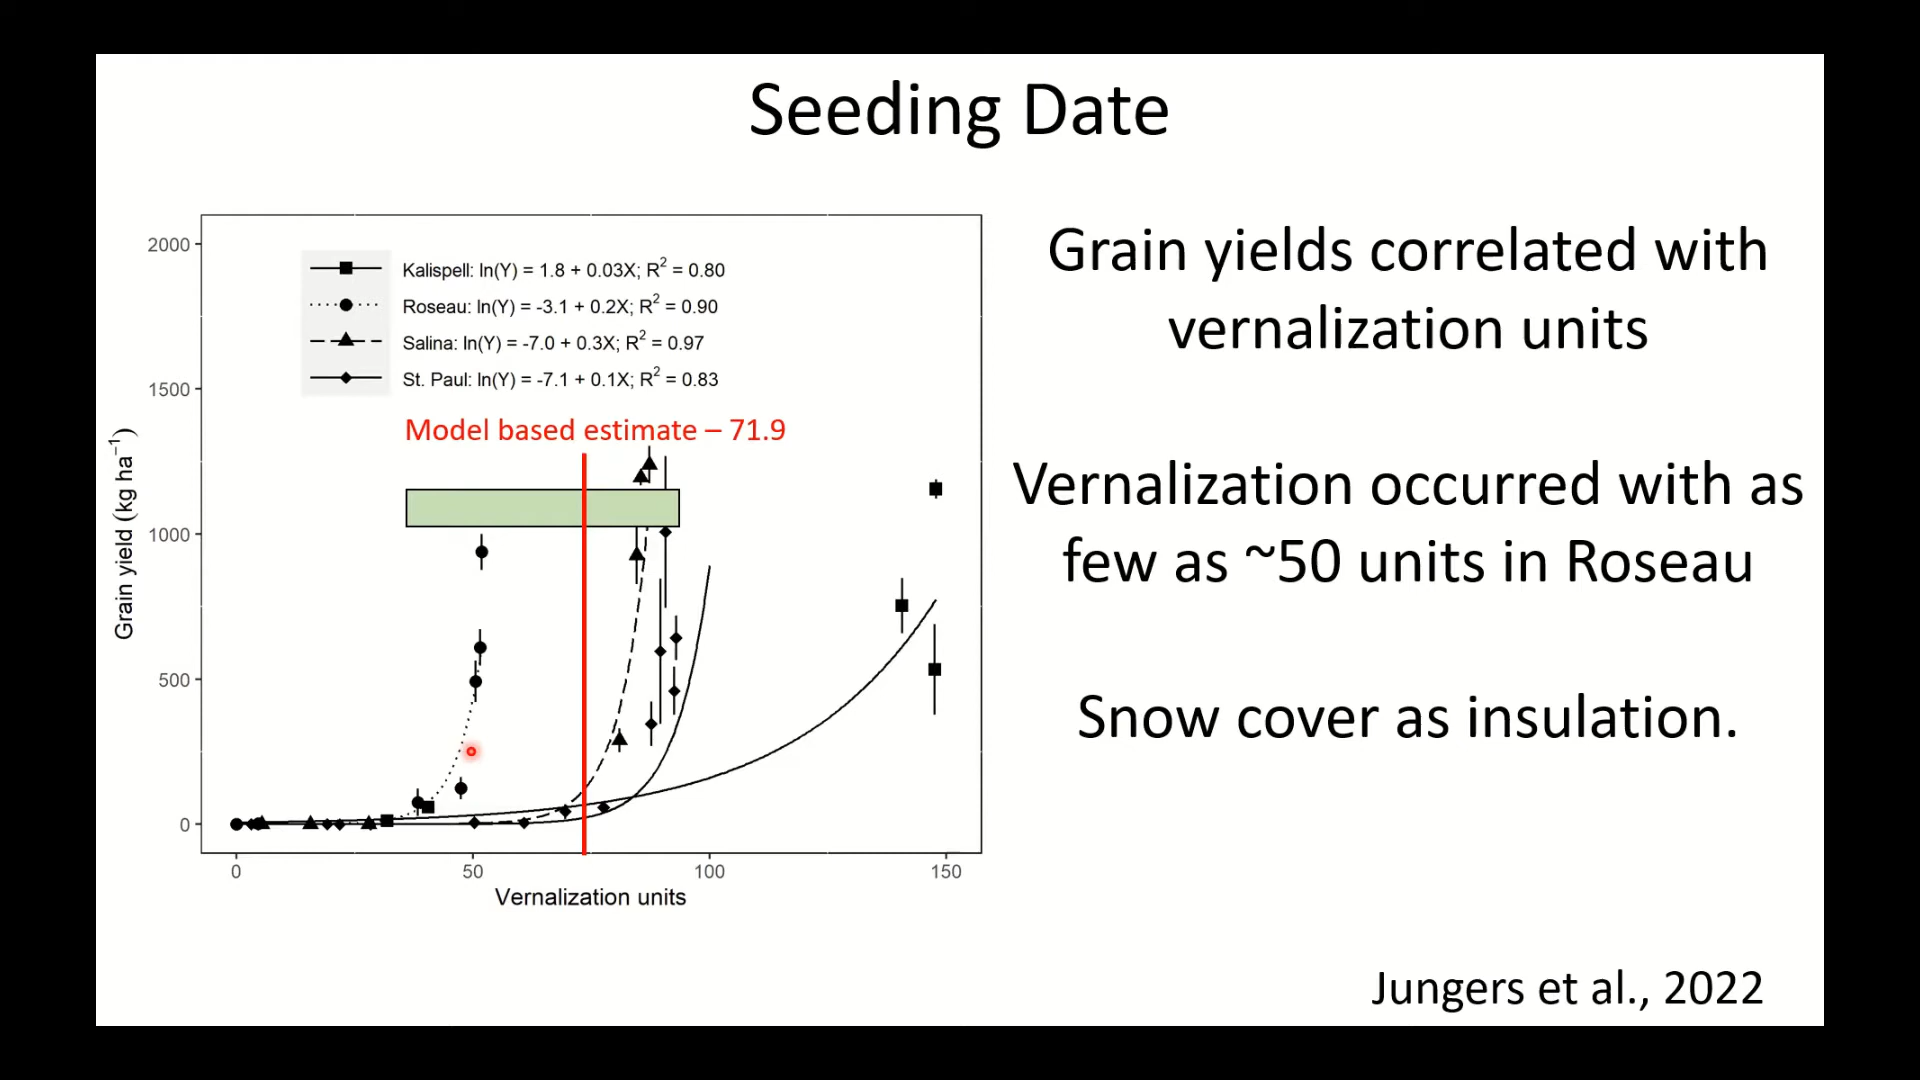 Seeding Date
2000
1500
1000
500
0
Grain yield (kg ha⁻¹)
Kalispell: ln(Y) = 1.8 + 0.03X; R² = 0.80
Roseau: ln(Y) = -3.1 + 0.2X; R² = 0.90
Salina: ln(Y) = -7.0 + 0.3X; R² = 0.97
St. Paul: ln(Y) = -7.1 + 0.1X; R² = 0.83
Model based estimate – 71.9
0 50 100 150
Vernalization units
Grain yields correlated with
vernalization units
Vernalization occurred with as
few as ~50 units in Roseau
Snow cover as insulation.
Jungers et al., 2022